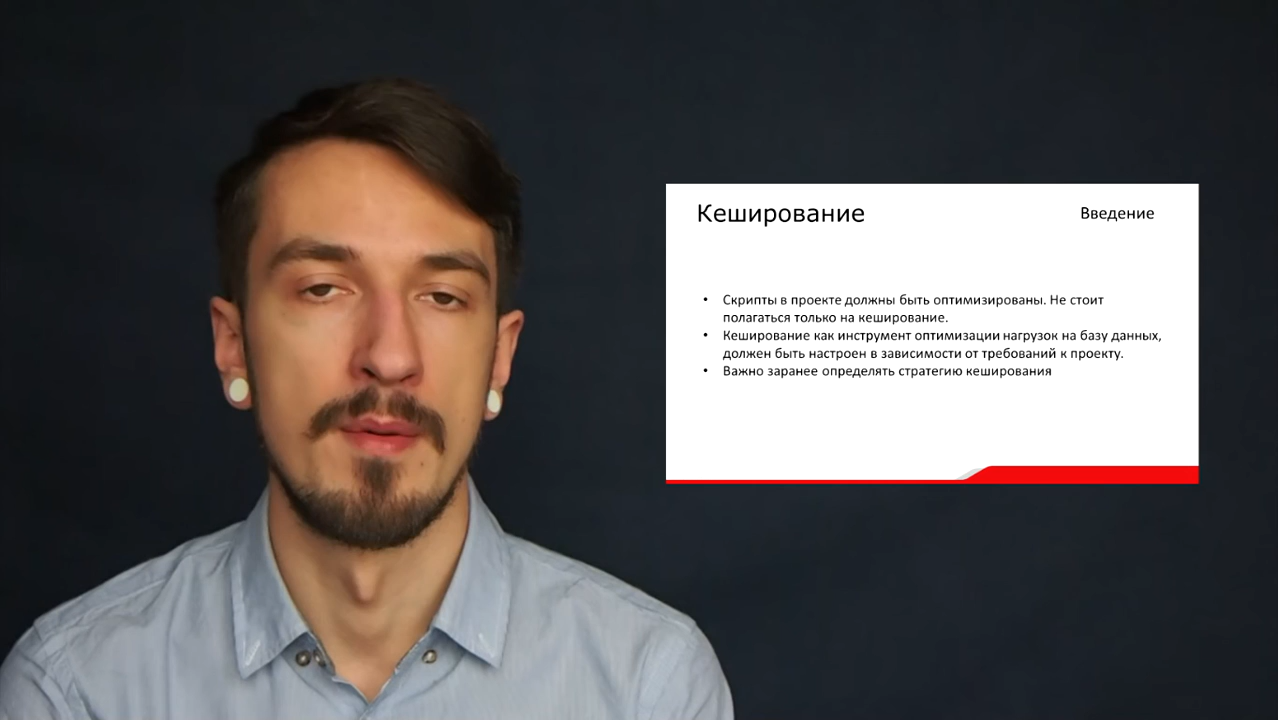 Кеширование
Введение
• Скрипты в проекте должны быть оптимизированы. Не стоит
полагаться только на кеширование.
• Кеширование как инструмент оптимизации нагрузок на базу данных,
должен быть настроен в зависимости от требований к проекту.
• Важно заранее определять стратегию кеширования